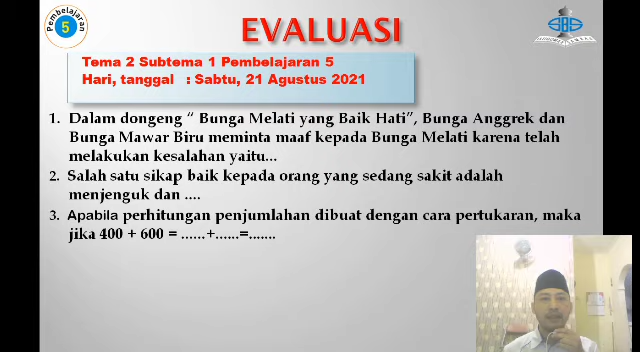 Pembelajaran
5
EVALUASI
SBS
Tema 2 Subtema 1 Pembelajaran 5
Hari, tanggal : Sabtu, 21 Agustus 2021
1. Dalam dongeng “ Bunga Melati yang Baik Hati”, Bunga Anggrek dan
Bunga Mawar Biru meminta maaf kepada Bunga Melati karena telah
melakukan kesalahan yaitu...
2. Salah satu sikap baik kepada orang yang sedang sakit adalah
menjenguk dan ....
3. Apabila perhitungan penjumlahan dibuat dengan cara pertukaran, maka
jika 400 + 600 = ......+......=.......